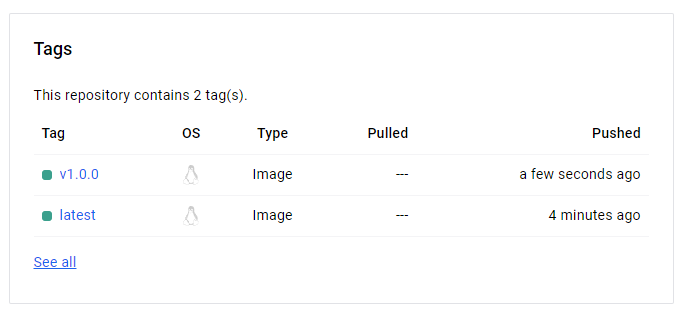 Tags
This repository contains 2 tag(s).
Tag OS Type Pulled Pushed
v1.0.0 Image --- a few seconds ago
latest Image --- 4 minutes ago
See all